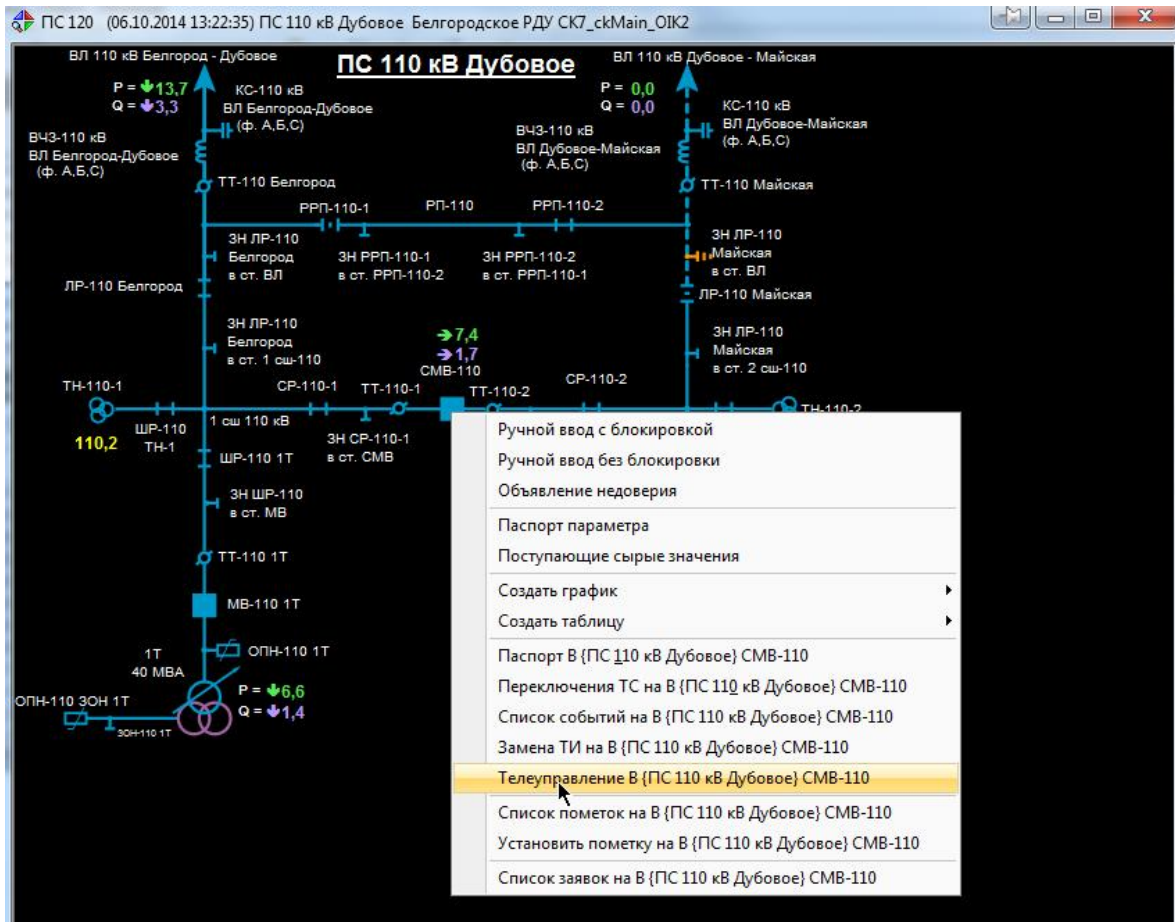 ПС 120 (06.10.2014 13:22:35) ПС 110 кВ Дубовое Белгородское РДУ СК7_ckMain_OIK2
ВЛ 110 кВ Белгород - Дубовое
ПС 110 кВ Дубовое
ВЛ 110 кВ Дубовое - Майская
P = 13,7
Q = 3,3
КС-110 кВ
ВЛ Белгород-Дубовое
(ф. А,Б,С)
P = 0,0
Q = 0,0
КС-110 кВ
ВЛ Дубовое-Майская
(ф. А,Б,С)
ВЧЗ-110 кВ
ВЛ Белгород-Дубовое
(ф. А,Б,С)
ВЧЗ-110 кВ
ВЛ Дубовое-Майская
(ф. А,Б,С)
ТТ-110 Белгород
ТТ-110 Майская
РРП-110-1
РП-110
РРП-110-2
ЗН ЛР-110
Белгород
в ст. ВЛ
ЗН РРП-110-1
в ст. РРП-110-2
ЗН РРП-110-2
в ст. РРП-110-1
ЗН ЛР-110
Майская
в ст. ВЛ
ЛР-110 Белгород
ЛР-110 Майская
ЗН ЛР-110
Белгород
в ст. 1 сш-110
7,4
1,7
СМВ-110
ЗН ЛР-110
Майская
в ст. 2 сш-110
ТН-110-1
СР-110-1
ТТ-110-1
ТТ-110-2
СР-110-2
ТН-110-2
110,2
ШР-110
ТН-1
1 сш 110 кВ
ЗН СР-110-1
в ст. СМВ
ШР-110 1Т
ЗН ШР-110
в ст. МВ
ТТ-110 1Т
МВ-110 1Т
1Т
40 МВА
ОПН-110 1Т
ОПН-110 ЗОН 1Т
ЗОН-110 1Т
P = 6,6
Q = 1,4
Ручной ввод с блокировкой
Ручной ввод без блокировки
Объявление недоверия
Паспорт параметра
Поступающие сырые значения
Создать график
Создать таблицу
Паспорт В {ПС 110 кВ Дубовое} СМВ-110
Переключения ТС на В {ПС 110 кВ Дубовое} СМВ-110
Список событий на В {ПС 110 кВ Дубовое} СМВ-110
Замена ТИ на В {ПС 110 кВ Дубовое} СМВ-110
Телеуправление В {ПС 110 кВ Дубовое} СМВ-110
Список пометок на В {ПС 110 кВ Дубовое} СМВ-110
Установить пометку на В {ПС 110 кВ Дубовое} СМВ-110
Список заявок на В {ПС 110 кВ Дубовое} СМВ-110